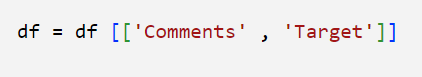 df = df [['Comments' , 'Target']]